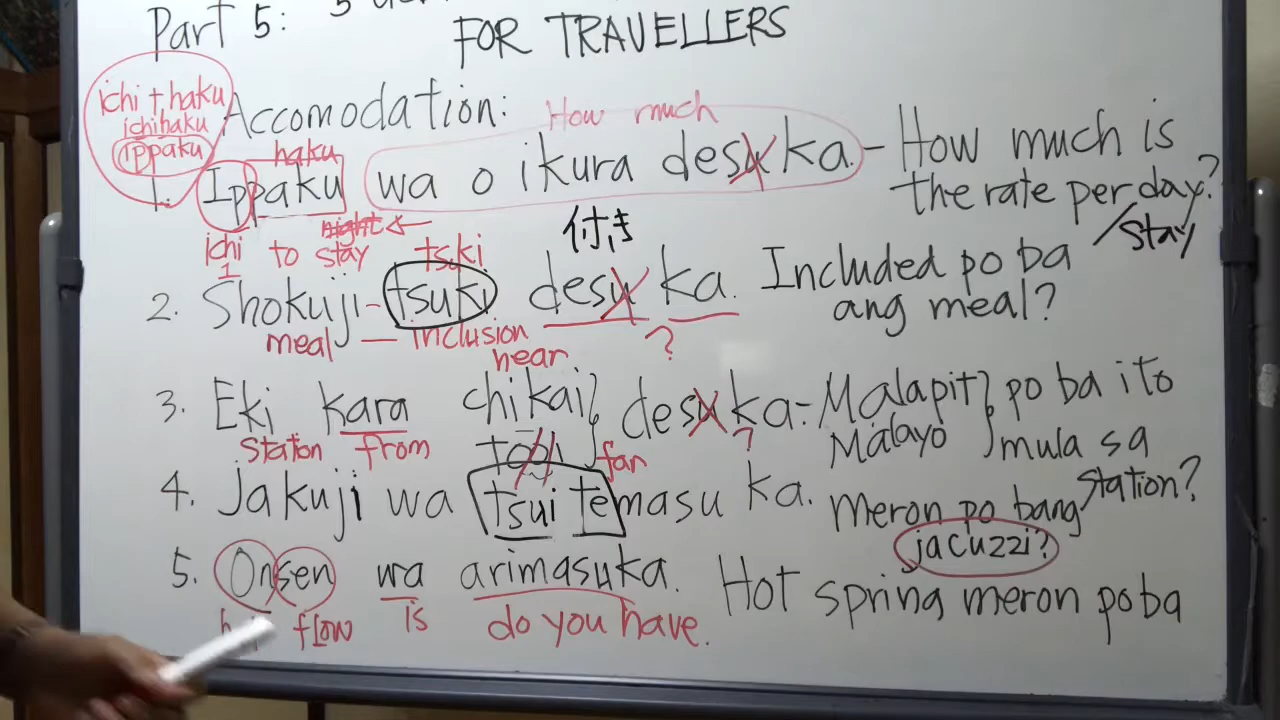 Part 5: 5
FOR TRAVELLERS
ichi + haku
ichihaku
ippaku
Accomodation: How much
haku
1. Ippaku wa o ikura desu ka. - How much is
the rate per day?
/stay
ichi to stay night ←
1
付き
tski
2. Shokuji - tsuki desu ka. Included po ba
ang meal?
meal — inclusion ?
near
3. Eki kara chikai desu ka - Malapit po ba ito
station from far ? Malayo mula sa
station?
4. Jakuji wa tsui temasu ka. Meron po bang
jacuzzi?
5. Onsen wa arimasuka. Hot spring meron po ba
flow is do you have.